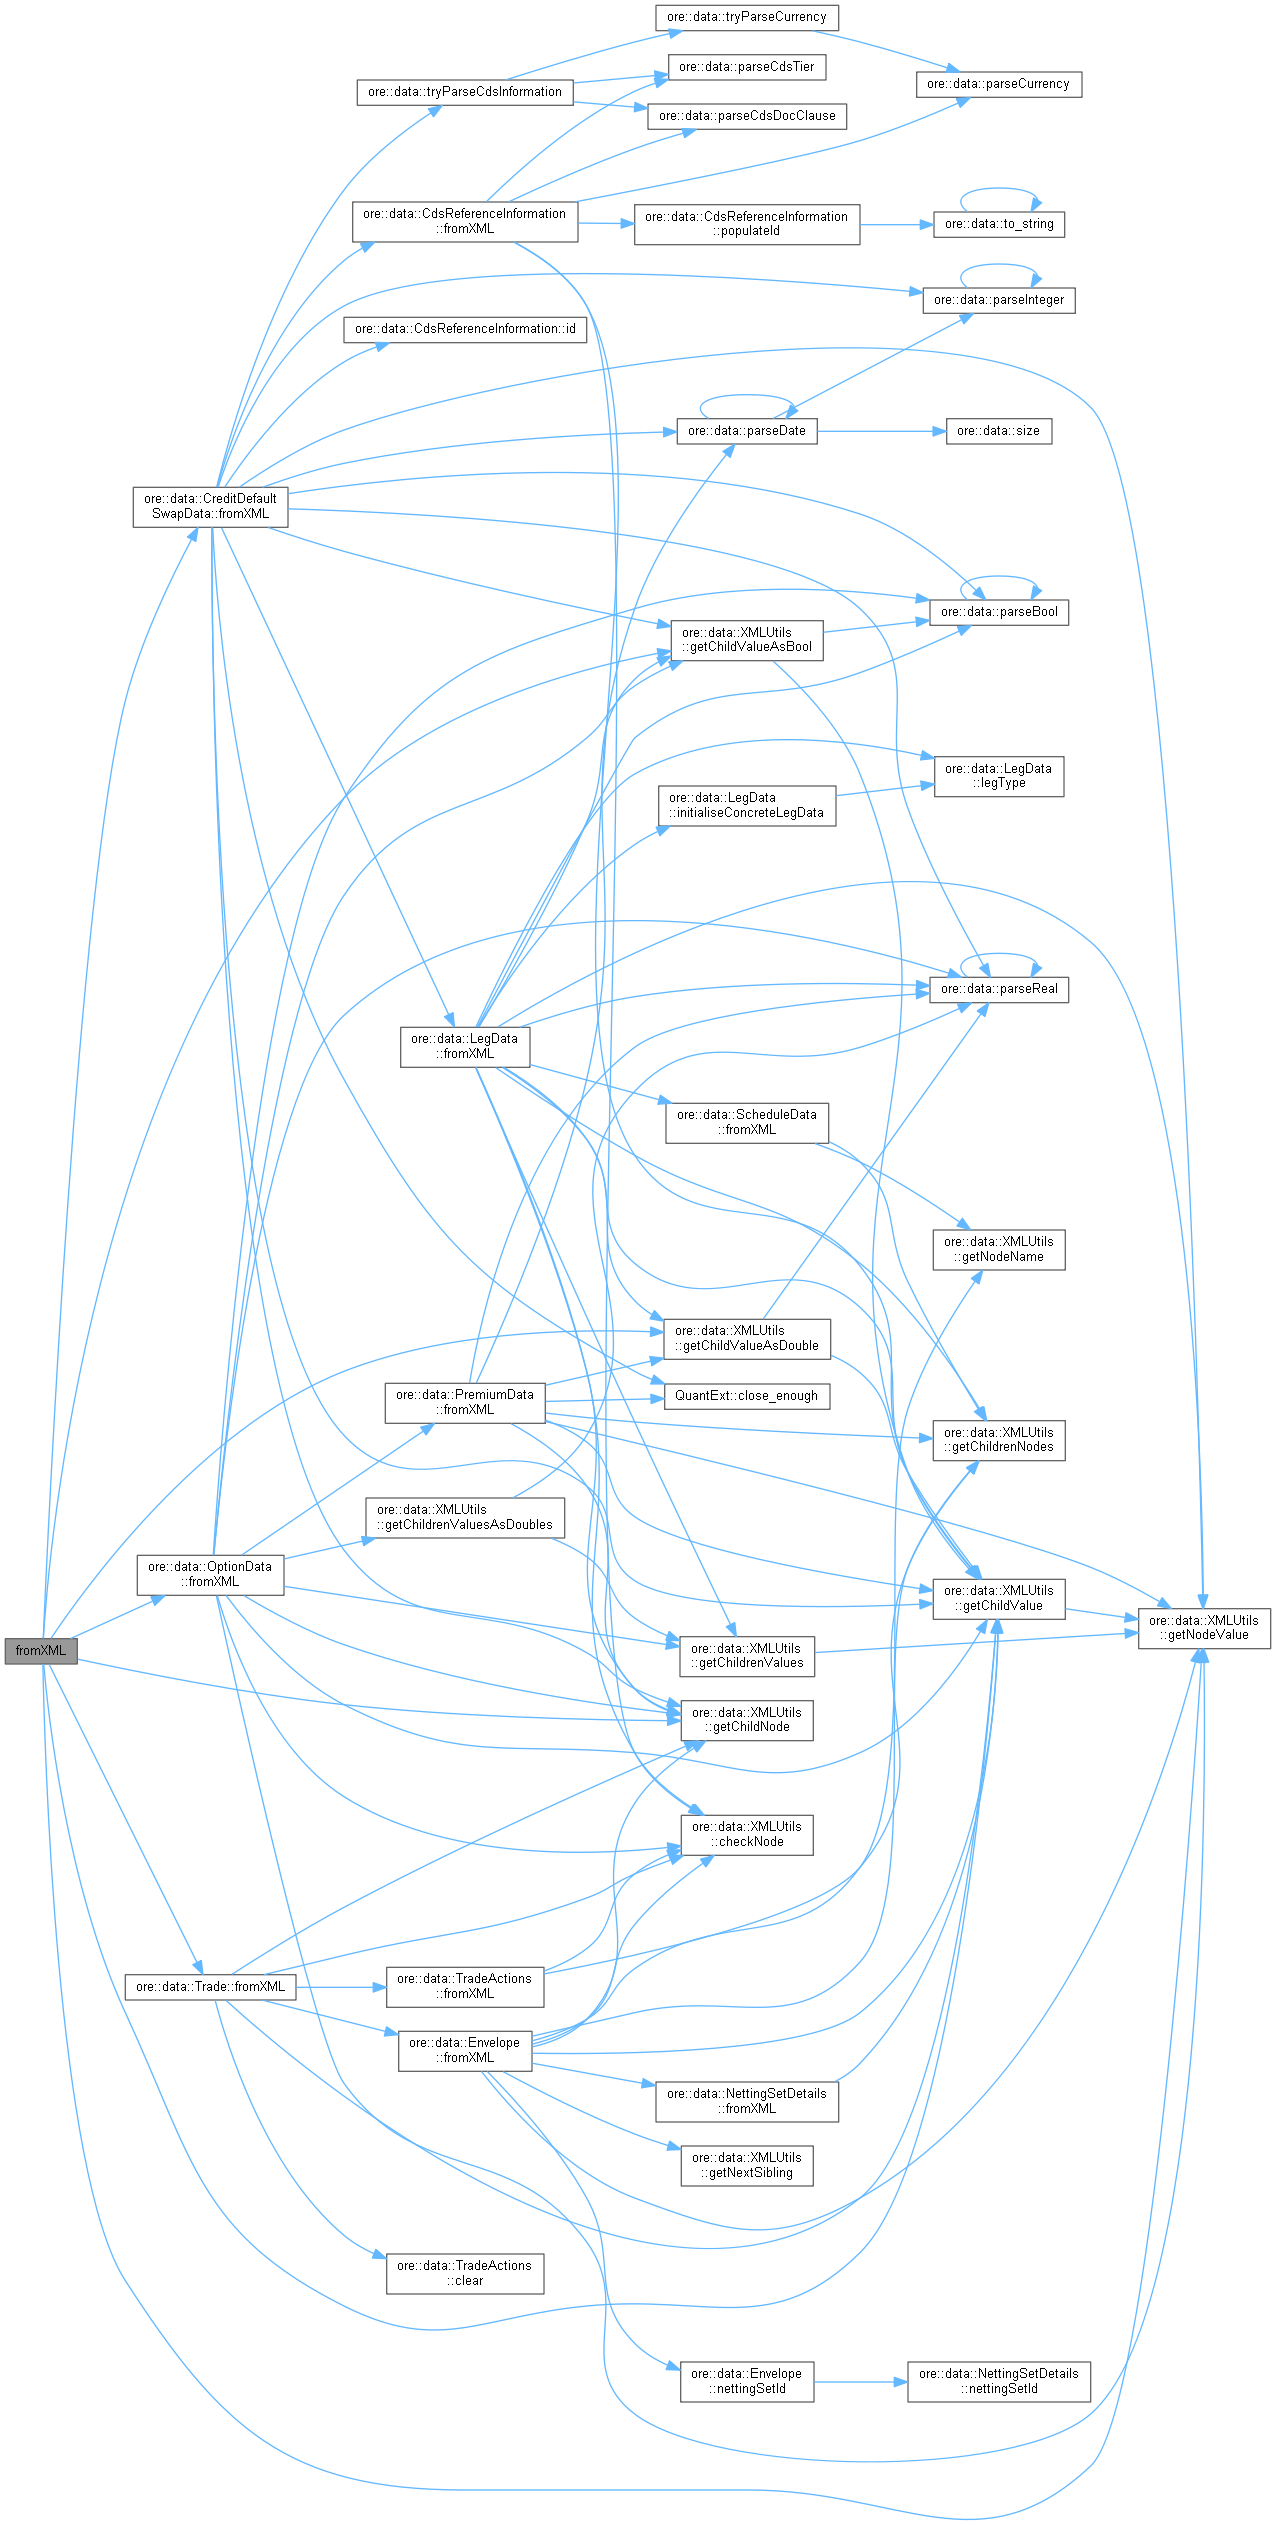 ore::data::tryParseCurrency
ore::data::parseCdsTier
ore::data::parseCurrency
ore::data::tryParseCdsInformation
ore::data::parseCdsDocClause
ore::data::CdsReferenceInformation
::fromXML
ore::data::CdsReferenceInformation
::populateId
ore::data::to_string
ore::data::parseInteger
ore::data::CdsReferenceInformation::id
ore::data::parseDate
ore::data::size
ore::data::CreditDefault
SwapData::fromXML
ore::data::parseBool
ore::data::XMLUtils
::getChildValueAsBool
ore::data::LegData
::legType
ore::data::LegData
::initialiseConcreteLegData
ore::data::parseReal
ore::data::LegData
::fromXML
ore::data::ScheduleData
::fromXML
ore::data::XMLUtils
::getNodeName
ore::data::XMLUtils
::getChildValueAsDouble
QuantExt::close_enough
ore::data::PremiumData
::fromXML
ore::data::XMLUtils
::getChildrenNodes
ore::data::XMLUtils
::getChildrenValuesAsDoubles
ore::data::OptionData
::fromXML
ore::data::XMLUtils
::getChildValue
ore::data::XMLUtils
::getNodeValue
fromXML
ore::data::XMLUtils
::getChildrenValues
ore::data::XMLUtils
::getChildNode
ore::data::XMLUtils
::checkNode
ore::data::Trade::fromXML
ore::data::TradeActions
::fromXML
ore::data::Envelope
::fromXML
ore::data::NettingSetDetails
::fromXML
ore::data::XMLUtils
::getNextSibling
ore::data::TradeActions
::clear
ore::data::Envelope
::nettingSetId
ore::data::NettingSetDetails
::nettingSetId